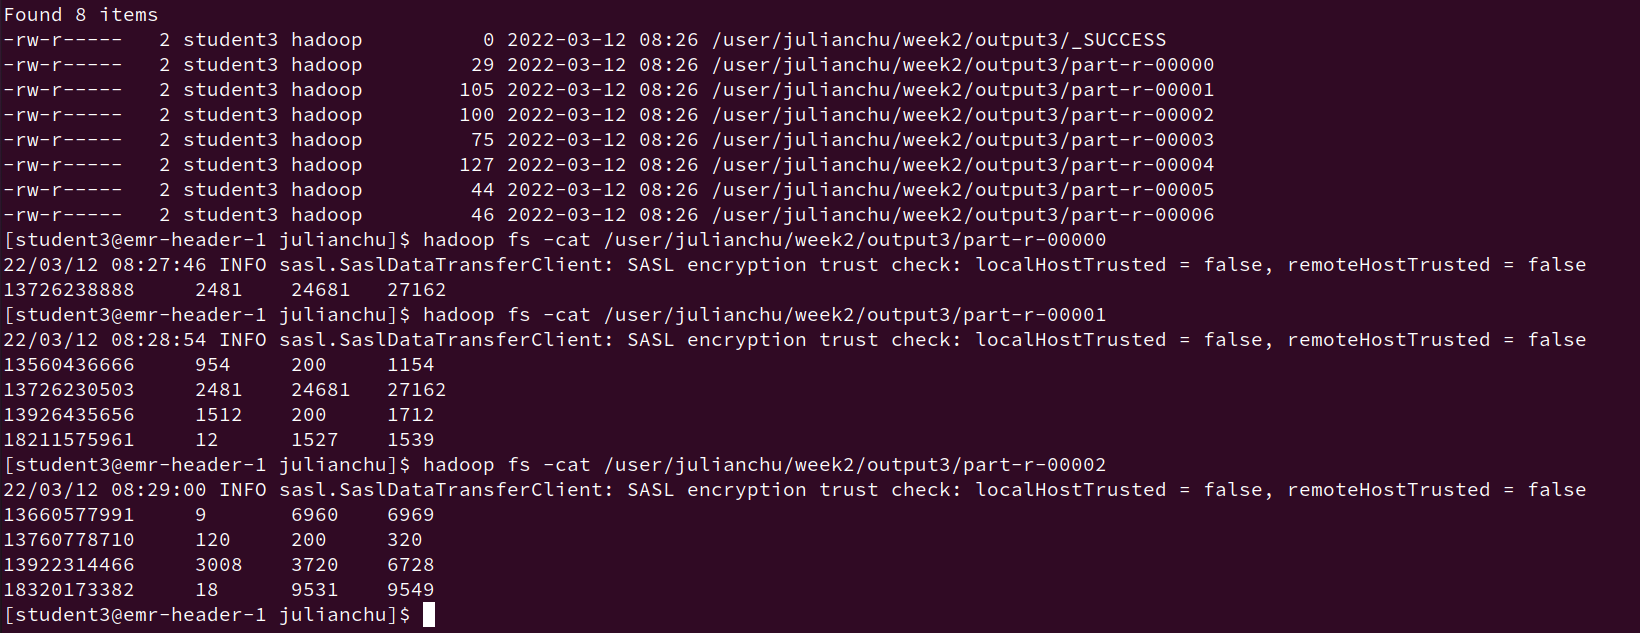 Found 8 items
-rw-r-----   2 student3 hadoop          0 2022-03-12 08:26 /user/julianchu/week2/output3/_SUCCESS
-rw-r-----   2 student3 hadoop         29 2022-03-12 08:26 /user/julianchu/week2/output3/part-r-00000
-rw-r-----   2 student3 hadoop        105 2022-03-12 08:26 /user/julianchu/week2/output3/part-r-00001
-rw-r-----   2 student3 hadoop        100 2022-03-12 08:26 /user/julianchu/week2/output3/part-r-00002
-rw-r-----   2 student3 hadoop         75 2022-03-12 08:26 /user/julianchu/week2/output3/part-r-00003
-rw-r-----   2 student3 hadoop        127 2022-03-12 08:26 /user/julianchu/week2/output3/part-r-00004
-rw-r-----   2 student3 hadoop         44 2022-03-12 08:26 /user/julianchu/week2/output3/part-r-00005
-rw-r-----   2 student3 hadoop         46 2022-03-12 08:26 /user/julianchu/week2/output3/part-r-00006
[student3@emr-header-1 julianchu]$ hadoop fs -cat /user/julianchu/week2/output3/part-r-00000
22/03/12 08:27:46 INFO sasl.SaslDataTransferClient: SASL encryption trust check: localHostTrusted = false, remoteHostTrusted = false
13726238888     2481    24681   27162
[student3@emr-header-1 julianchu]$ hadoop fs -cat /user/julianchu/week2/output3/part-r-00001
22/03/12 08:28:54 INFO sasl.SaslDataTransferClient: SASL encryption trust check: localHostTrusted = false, remoteHostTrusted = false
13560436666     954     200     1154
13726230503     2481    24681   27162
13926435656     1512    200     1712
18211575961     12      1527    1539
[student3@emr-header-1 julianchu]$ hadoop fs -cat /user/julianchu/week2/output3/part-r-00002
22/03/12 08:29:00 INFO sasl.SaslDataTransferClient: SASL encryption trust check: localHostTrusted = false, remoteHostTrusted = false
13660577991     9       6960    6969
13760778710     120     200     320
13922314466     3008    3720    6728
18320173382     18      9531    9549
[student3@emr-header-1 julianchu]$